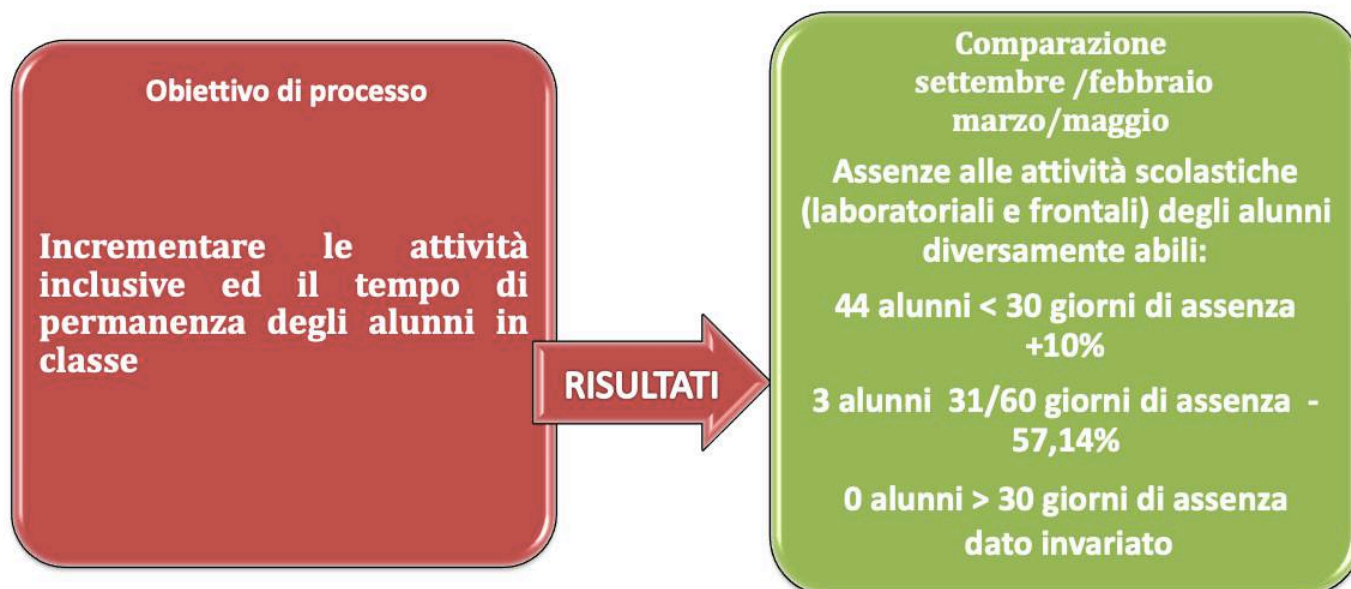 Obiettivo di processo
Incrementare le attività
inclusive ed il tempo di
permanenza degli alunni in
classe
RISULTATI
Comparazione
settembre /febbraio
marzo/maggio
Assenze alle attività scolastiche
(laboratoriali e frontali) degli alunni
diversamente abili:
44 alunni < 30 giorni di assenza
+10%
3 alunni 31/60 giorni di assenza -
57,14%
0 alunni > 30 giorni di assenza
dato invariato